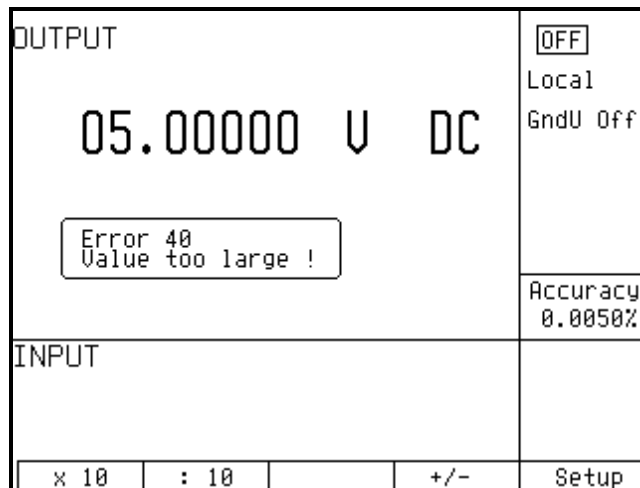 OUTPUT
OFF
Local
GndU Off
05.00000 V DC
Error 40
Value too large !
Accuracy
0.0050%
INPUT
x 10 : 10 +/- Setup